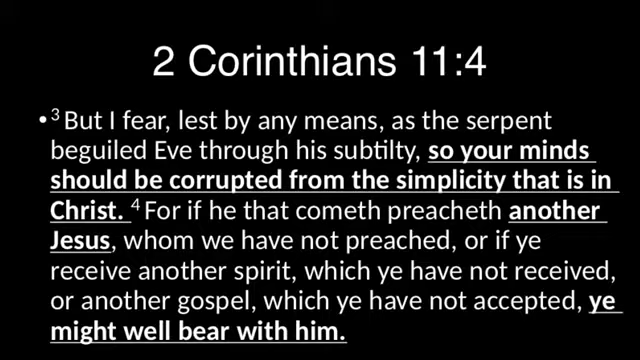 2 Corinthians 11:4
•³ But I fear, lest by any means, as the serpent
beguiled Eve through his subtilty, so your minds
should be corrupted from the simplicity that is in
Christ. ⁴ For if he that cometh preacheth another
Jesus, whom we have not preached, or if ye
receive another spirit, which ye have not received,
or another gospel, which ye have not accepted, ye
might well bear with him.